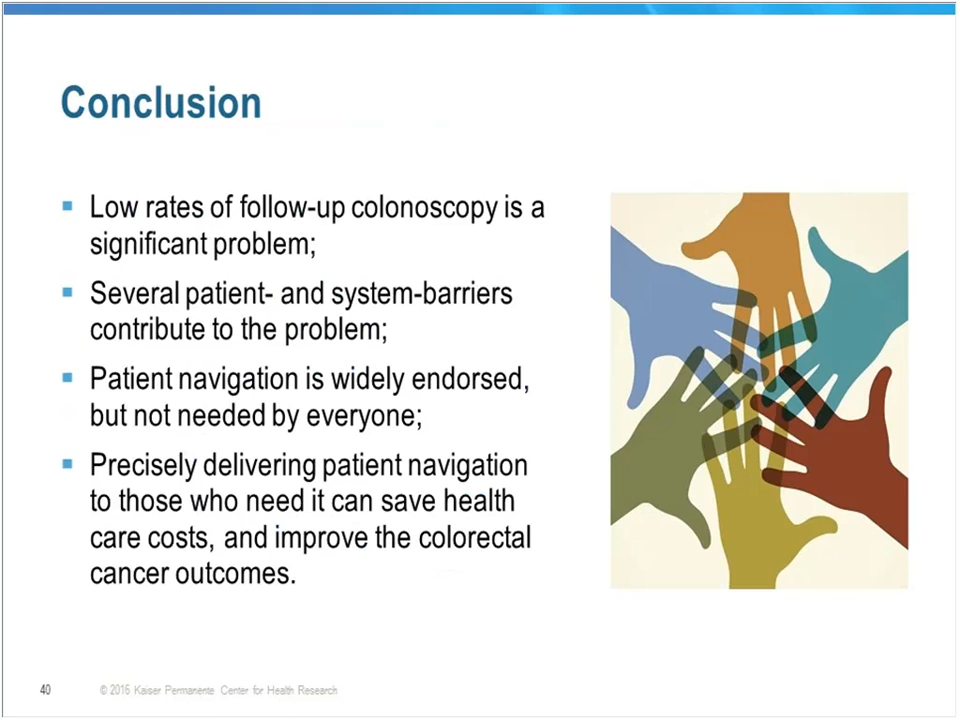 Conclusion
▪ Low rates of follow-up colonoscopy is a
significant problem;
▪ Several patient- and system-barriers
contribute to the problem;
▪ Patient navigation is widely endorsed,
but not needed by everyone;
▪ Precisely delivering patient navigation
to those who need it can save health
care costs, and improve the colorectal
cancer outcomes.
40 © 2016 Kaiser Permanente Center for Health Research